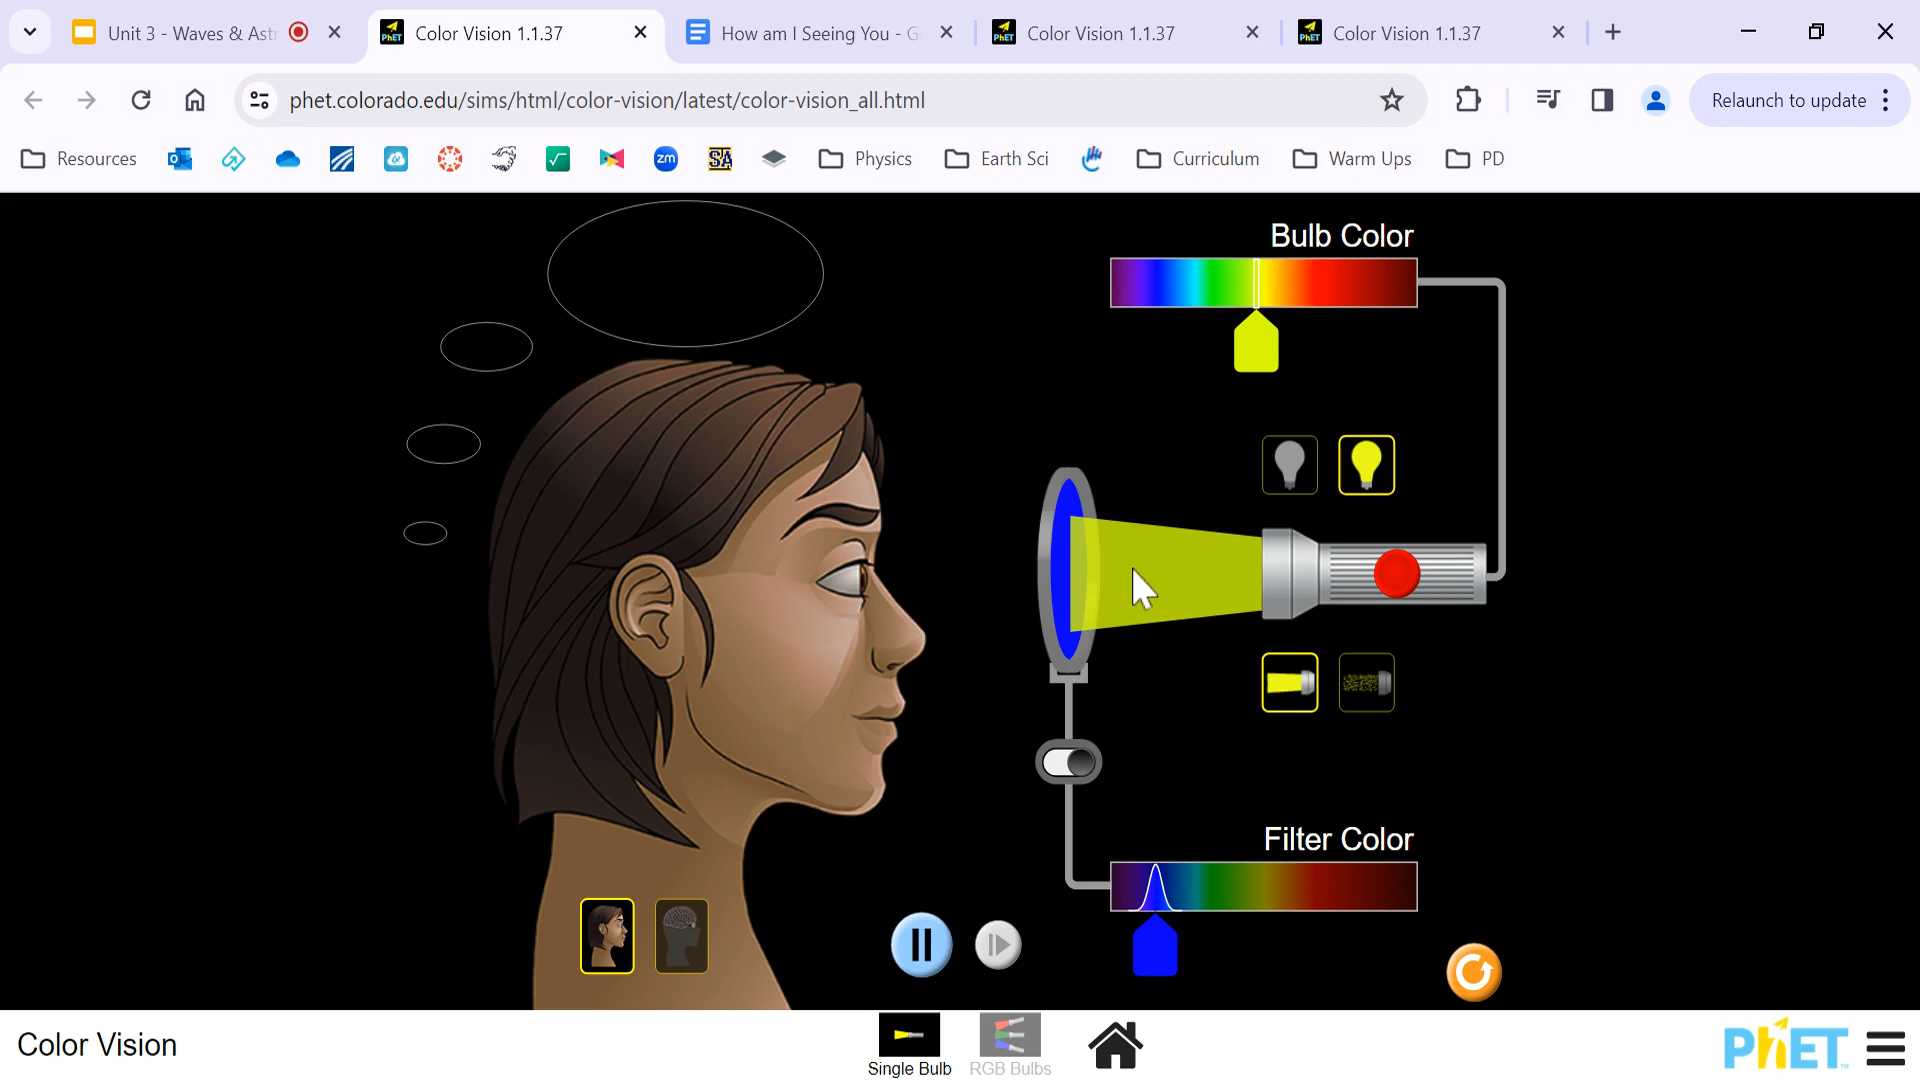 Unit 3 - Waves & Ast
Color Vision 1.1.37
How am I Seeing You - G
Color Vision 1.1.37
Color Vision 1.1.37
phet.colorado.edu/sims/html/color-vision/latest/color-vision_all.html
Relaunch to update
Resources
zm
SA
Physics
Earth Sci
Curriculum
Warm Ups
PD
Bulb Color
Filter Color
Color Vision
Single Bulb
RGB Bulbs
PhET